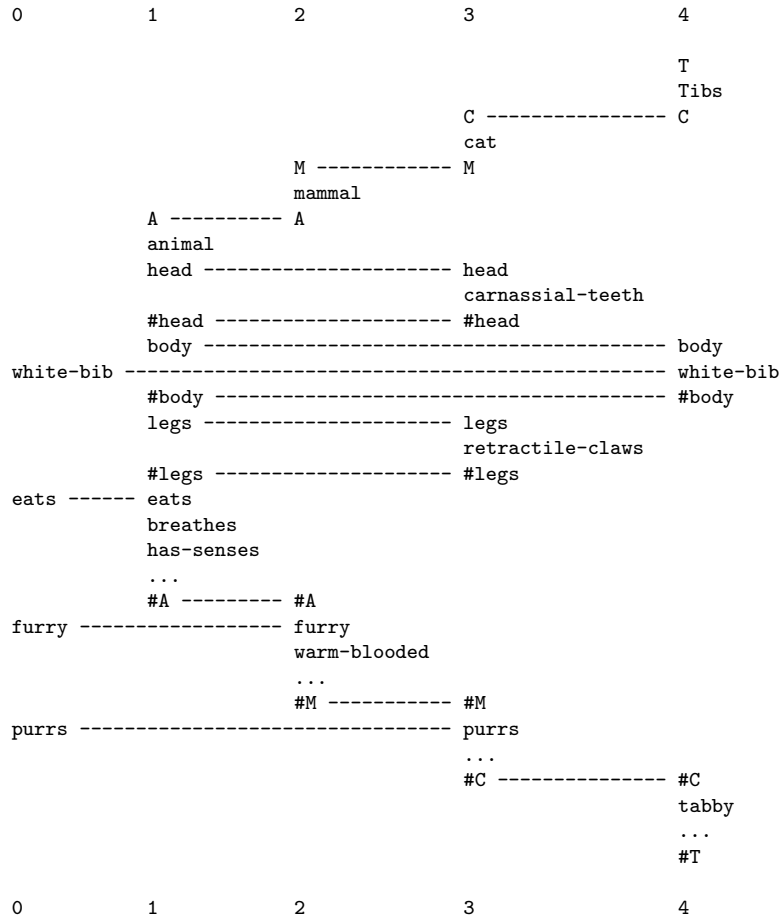 0 1 2 3 4
T
Tibs
C ---------------- C
cat
M ------------ M
mammal
A ---------- A
animal
head ---------------------- head
carnassial-teeth
#head --------------------- #head
body ----------------------------------------- body
white-bib ------------------------------------------------ white-bib
#body ---------------------------------------- #body
legs ---------------------- legs
retractile-claws
#legs --------------------- #legs
eats ------ eats
breathes
has-senses
...
#A --------- #A
furry ------------------ furry
warm-blooded
...
#M ----------- #M
purrs --------------------------------- purrs
...
#C --------------- #C
tabby
...
#T
0 1 2 3 4